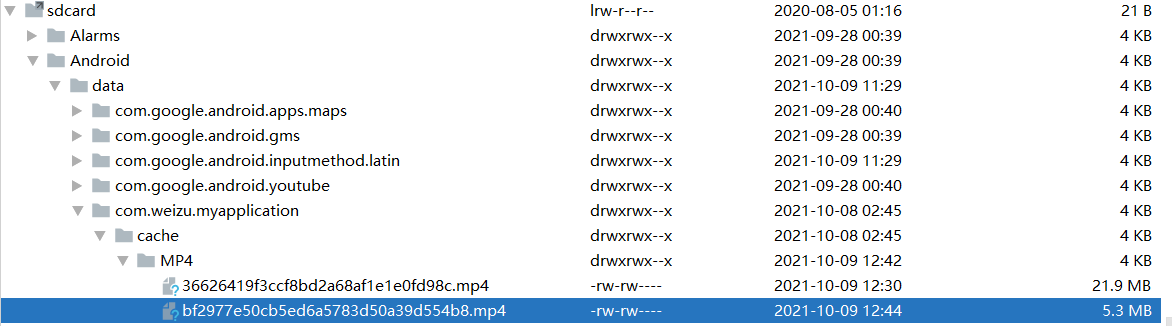 sdcard lrw-r--r-- 2020-08-05 01:16 21 B
Alarms drwxrwx--x 2021-09-28 00:39 4 KB
Android drwxrwx--x 2021-09-28 00:39 4 KB
data drwxrwx--x 2021-10-09 11:29 4 KB
com.google.android.apps.maps drwxrwx--x 2021-09-28 00:40 4 KB
com.google.android.gms drwxrwx--x 2021-09-28 00:39 4 KB
com.google.android.inputmethod.latin drwxrwx--x 2021-10-09 11:29 4 KB
com.google.android.youtube drwxrwx--x 2021-09-28 00:40 4 KB
com.weizu.myapplication drwxrwx--x 2021-10-08 02:45 4 KB
cache drwxrwx--x 2021-10-08 02:45 4 KB
MP4 drwxrwx--x 2021-10-09 12:42 4 KB
36626419f3ccf8bd2a68af1e1e0fd98c.mp4 -rw-rw---- 2021-10-09 12:30 21.9 MB
bf2977e50cb5ed6a5783d50a39d554b8.mp4 -rw-rw---- 2021-10-09 12:44 5.3 MB